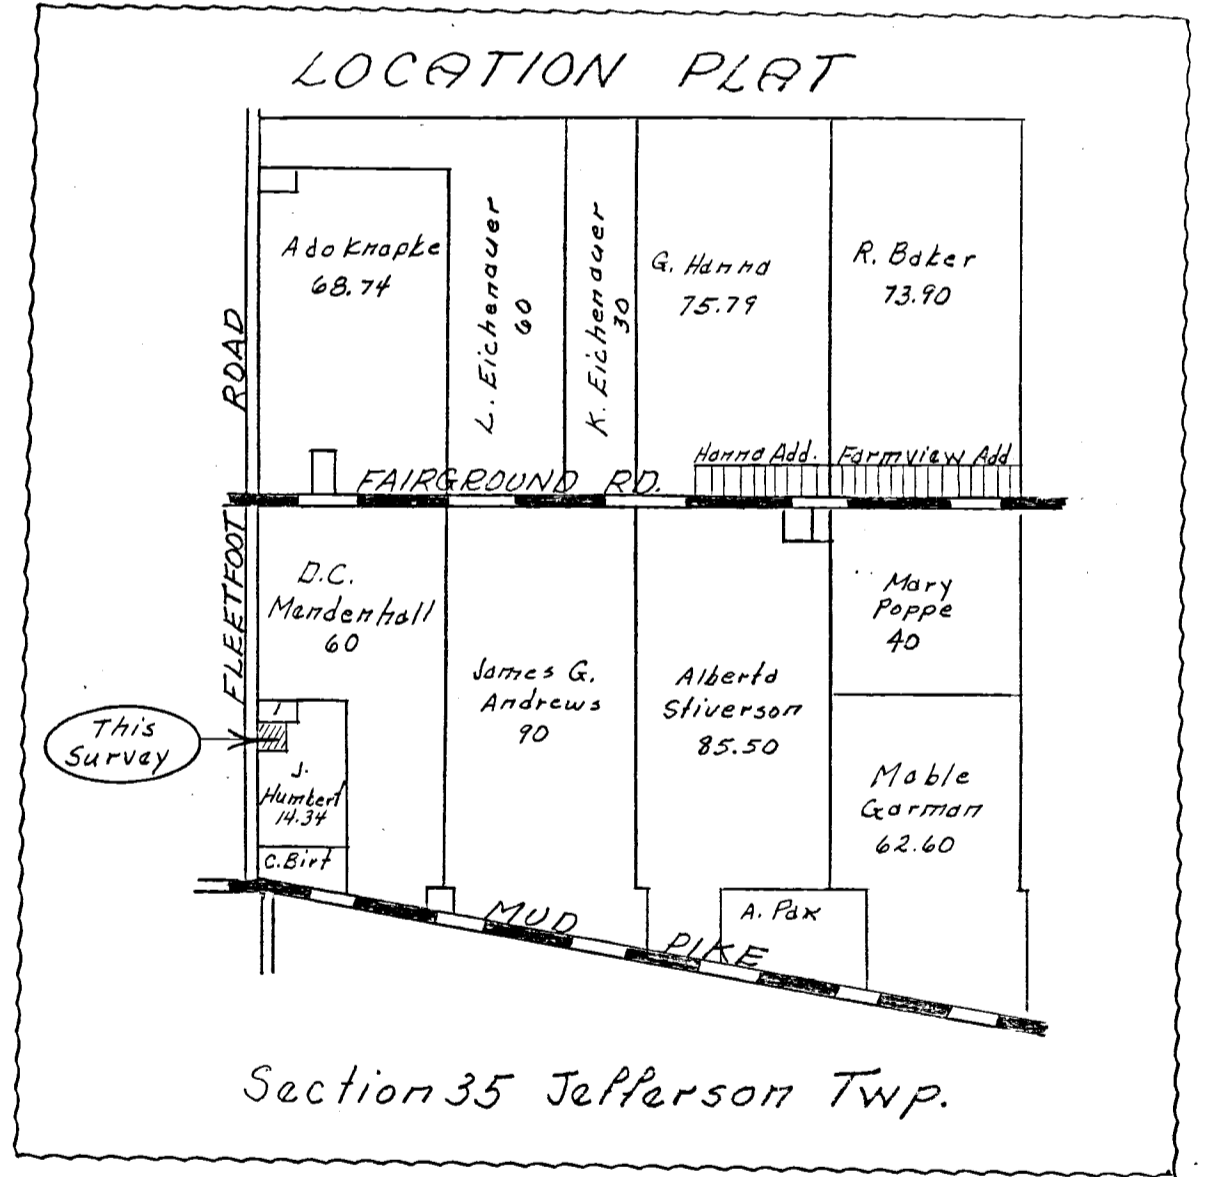 LOCATION PLAT
Ado Knapke
68.74
L. Eichenauer
60
K. Eichenauer
30
G. Hanna
75.79
R. Baker
73.90
ROAD
Hanna Add.
Farmview Add
FAIRGROUND RD.
FLEETFOOT
D.C.
Mendenhall
60
James G.
Andrews
90
Alberta
Stiverson
85.50
Mary
Poppe
40
This
Survey
1
J.
Humbert
14.34
C. Birt
Mable
Garman
62.60
A. Pax
MUD PIKE
Section 35 Jefferson Twp.